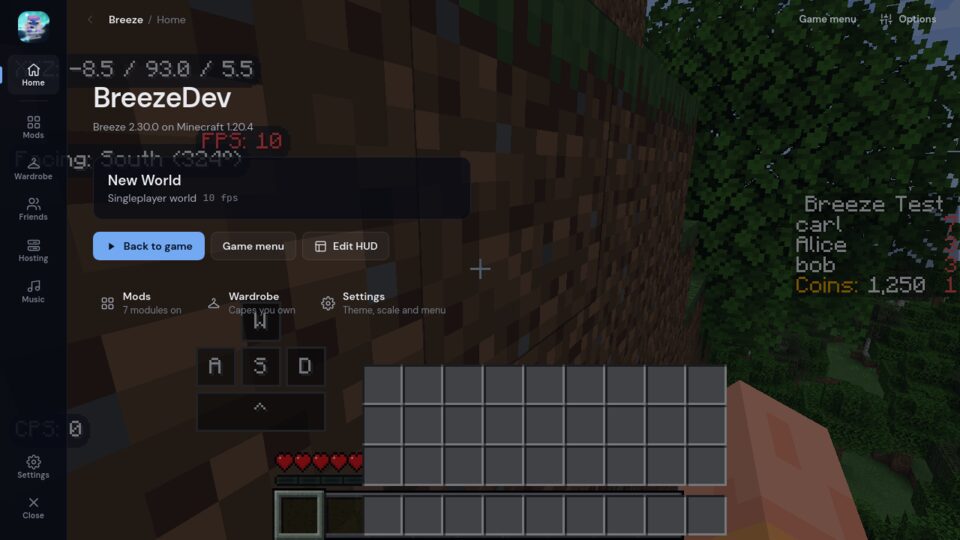 Breeze / Home
Game menu
Options
Home
-8.5 / 93.0 / 5.5
BreezeDev
Breeze 2.30.0 on Minecraft 1.20.4
FPS: 10
Mods
ng: South (324°)
Wardrobe
New World
Singleplayer world 10 fps
Friends
Breeze Test
carl
Alice
bob 3
Coins: 1,250 1
Hosting
Back to game
Game menu
Edit HUD
Music
Mods
7 modules on
Wardrobe
Capes you own
Settings
Theme, scale and menu
W
A S D
^
CPS: 0
Settings
Close